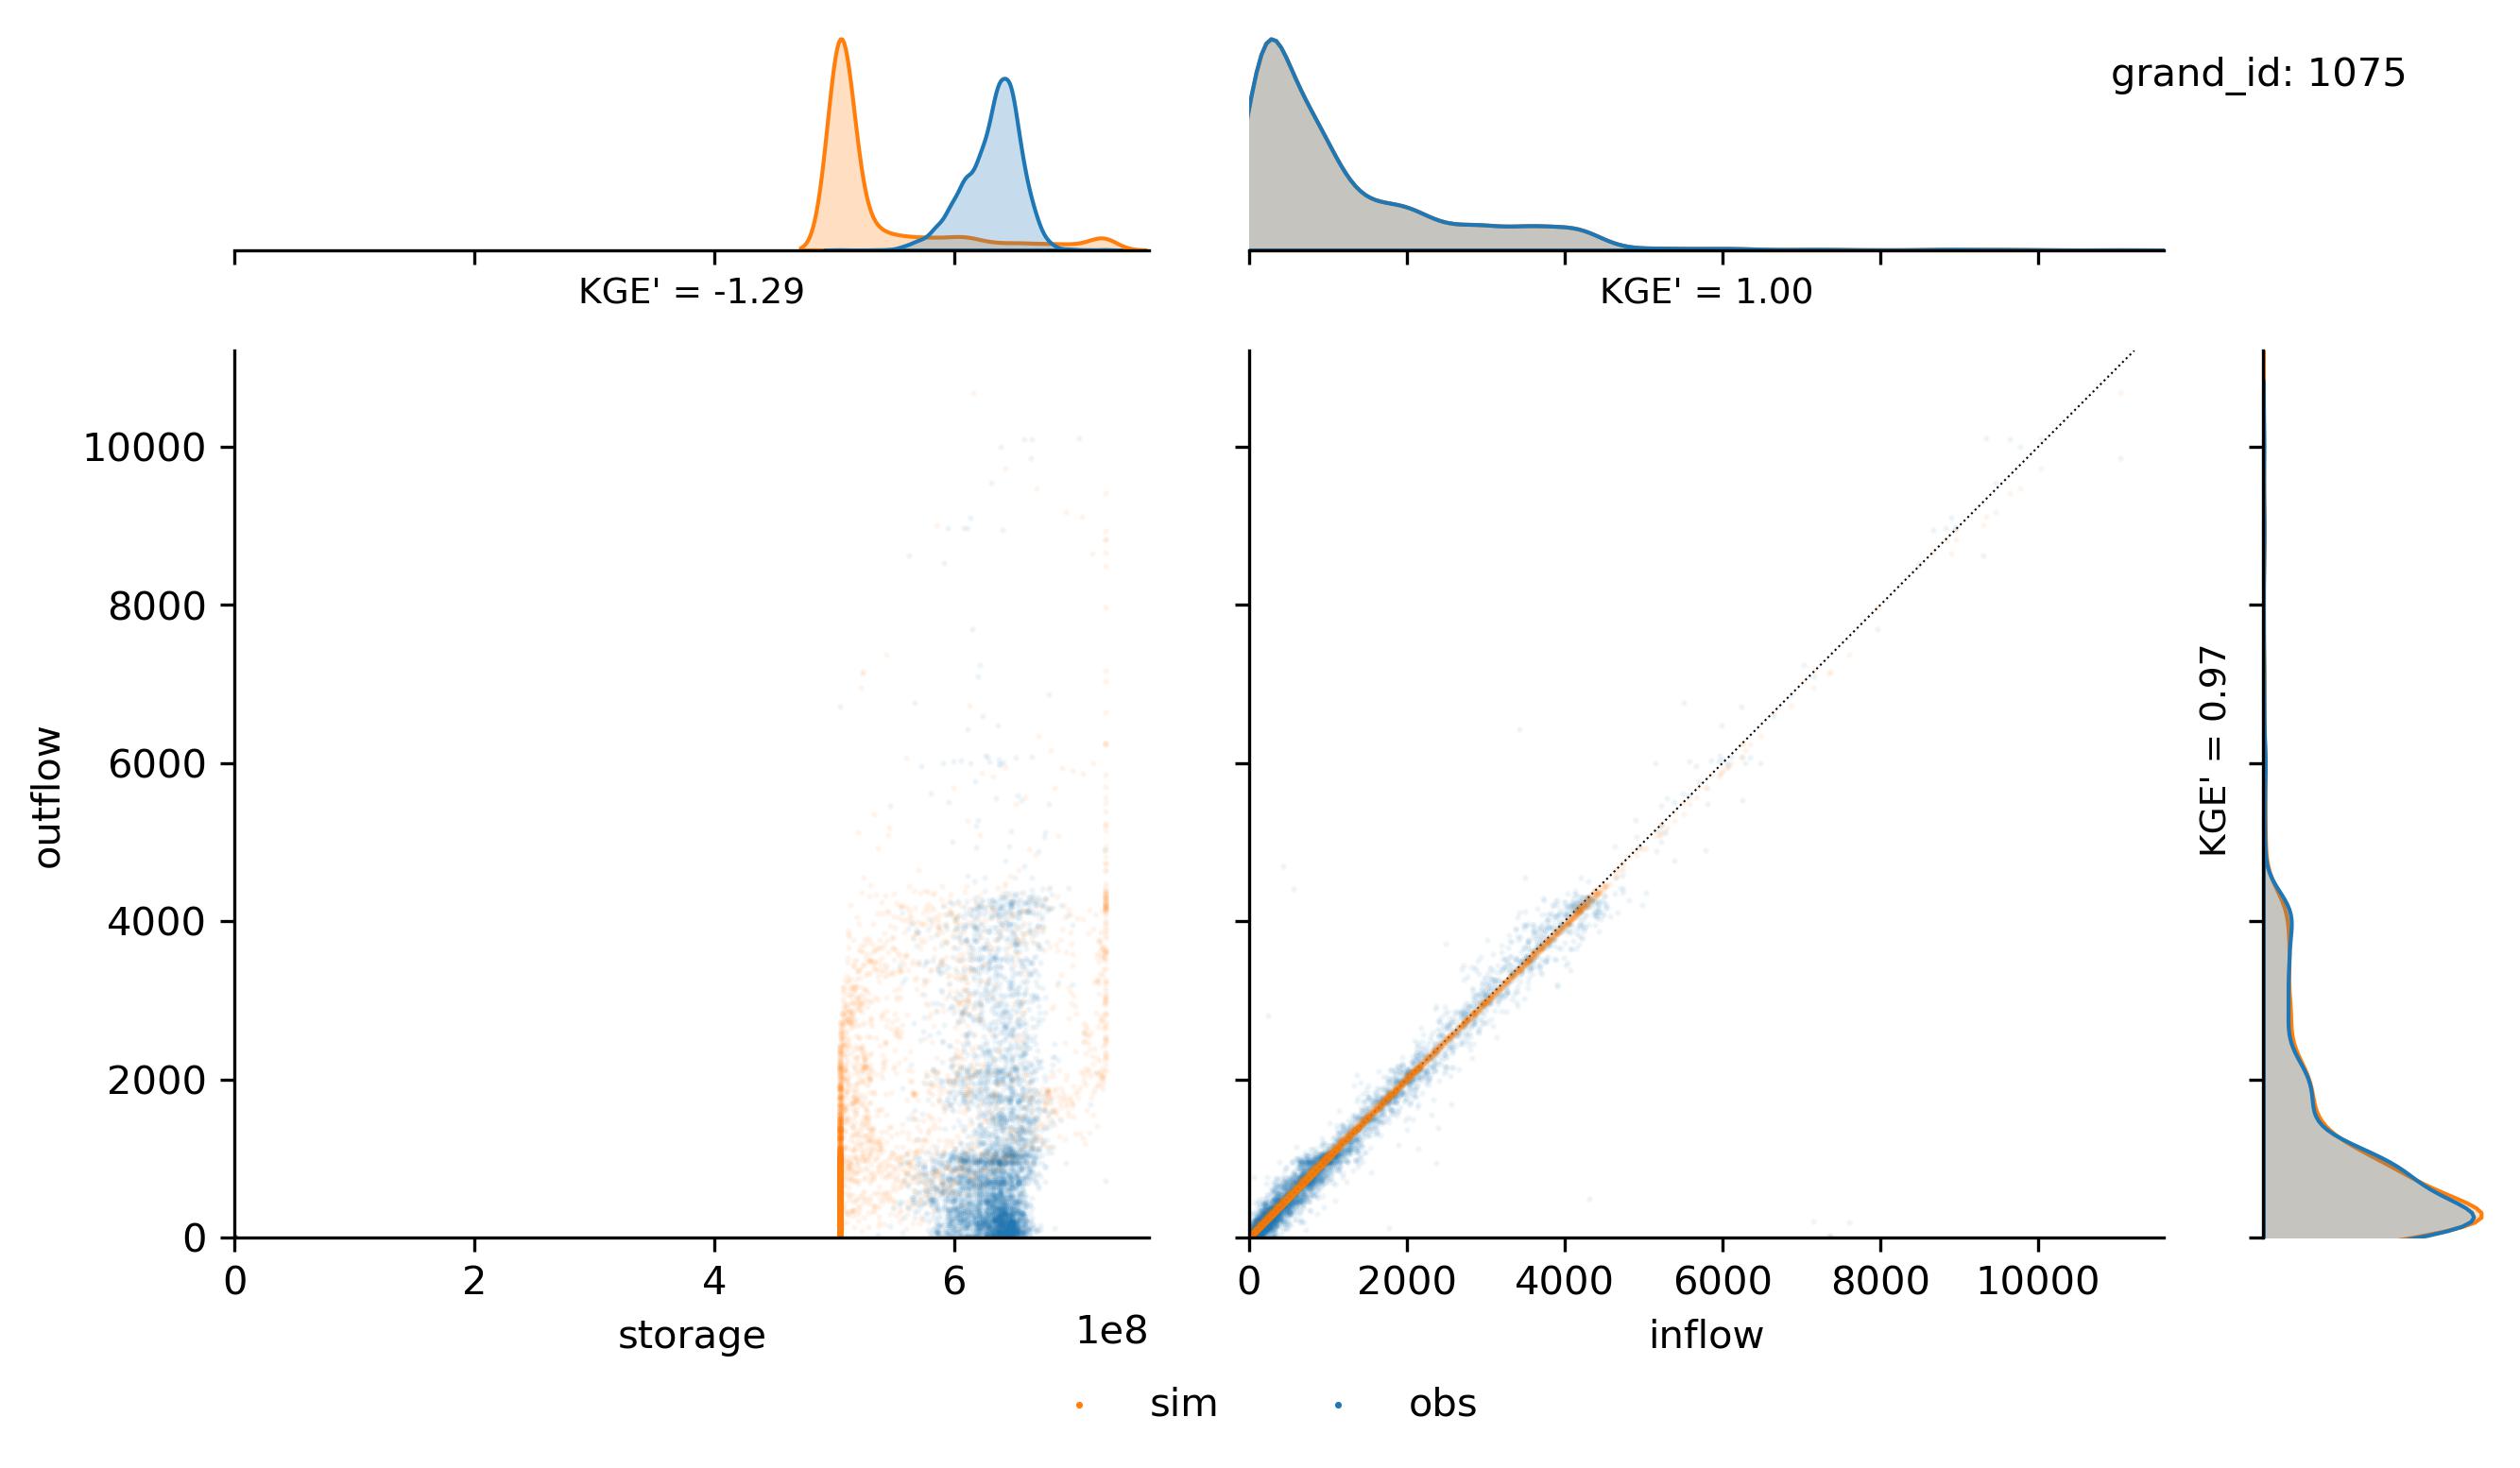 grand_id: 1075
KGE' = -1.29
KGE' = 1.00
10000
8000
6000
4000
2000
0
outflow
KGE' = 0.97
0 2 4 6
1e8
storage
0 2000 4000 6000 8000 10000
inflow
sim obs